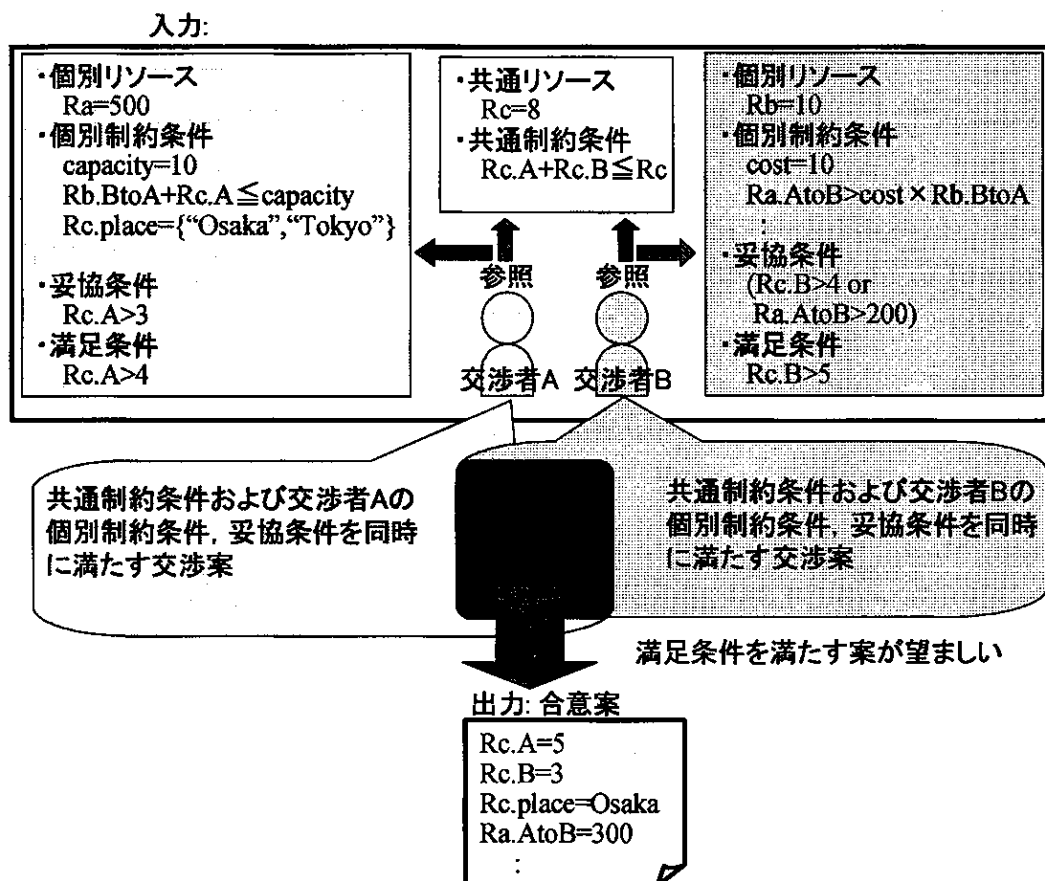 入力:
・個別リソース
Ra=500
・個別制約条件
capacity=10
Rb.BtoA+Rc.A≦capacity
Rc.place={“Osaka”,“Tokyo”}
・妥協条件
Rc.A>3
・満足条件
Rc.A>4
・共通リソース
Rc=8
・共通制約条件
Rc.A+Rc.B≦Rc
参照
参照
交渉者A
交渉者B
・個別リソース
Rb=10
・個別制約条件
cost=10
Ra.AtoB>cost×Rb.BtoA
:
・妥協条件
(Rc.B>4 or
Ra.AtoB>200)
・満足条件
Rc.B>5
共通制約条件および交渉者Aの
個別制約条件, 妥協条件を同時
に満たす交渉案
共通制約条件および交渉者Bの
個別制約条件, 妥協条件を同時
に満たす交渉案
満足条件を満たす案が望ましい
出力: 合意案
Rc.A=5
Rc.B=3
Rc.place=Osaka
Ra.AtoB=300
: